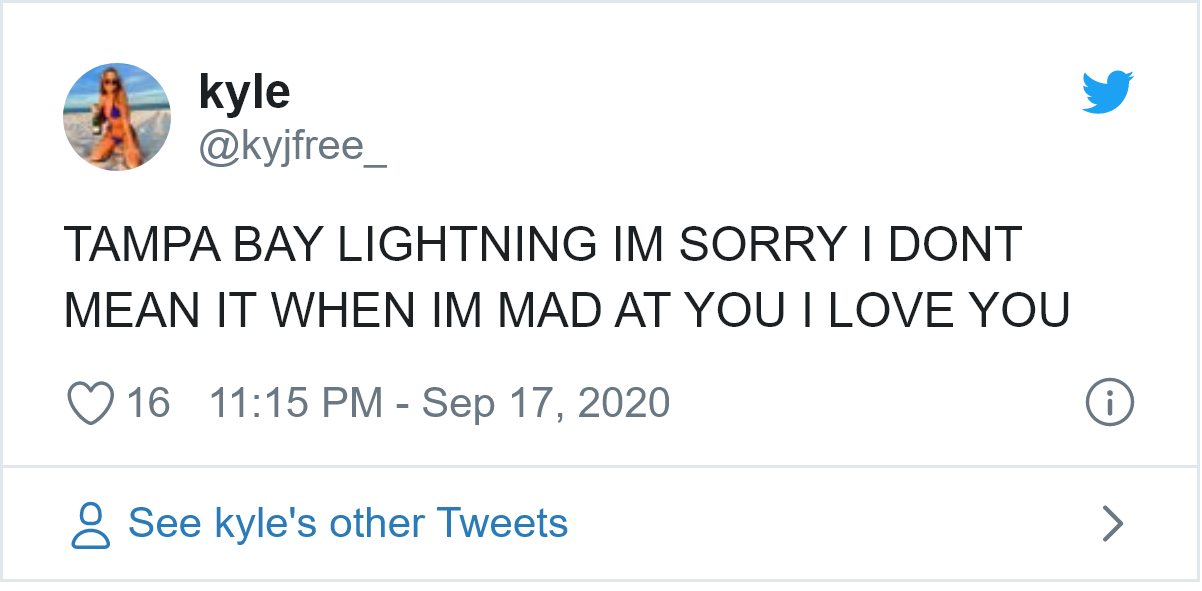 kyle
@kyjfree_
TAMPA BAY LIGHTNING IM SORRY I DONT
MEAN IT WHEN IM MAD AT YOU I LOVE YOU
16 11:15 PM - Sep 17, 2020
See kyle's other Tweets